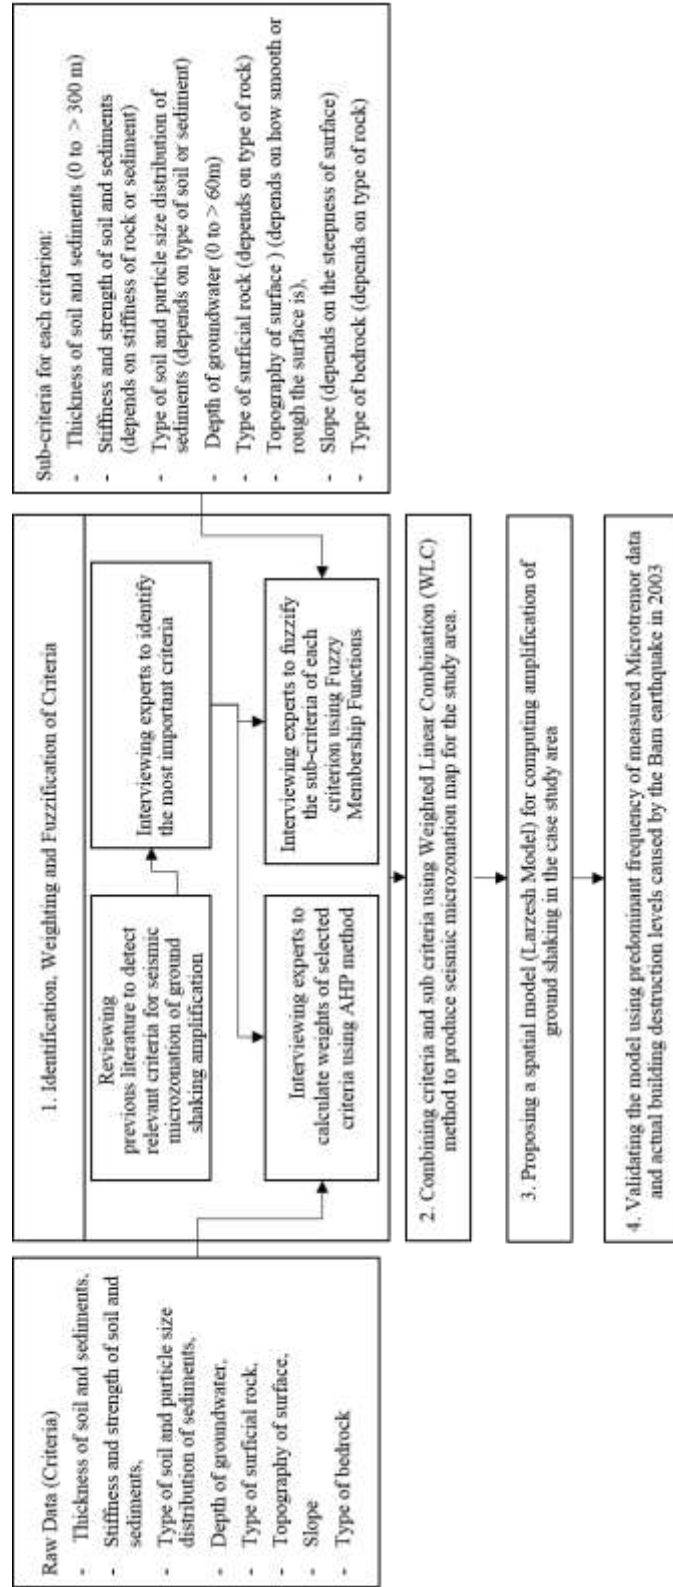 Raw Data (Criteria)
- Thickness of soil and sediments,
- Stiffness and strength of soil and
sediments,
- Type of soil and particle size
distribution of sediments,
- Depth of groundwater,
- Type of surficial rock,
- Topography of surface,
- Slope
- Type of bedrock
1. Identification, Weighting and Fuzzification of Criteria
Reviewing
previous literature to detect
relevant criteria for seismic
microzonation of ground
shaking amplification
Interviewing experts to identify
the most important criteria
Interviewing experts to
calculate weights of selected
criteria using AHP method
Interviewing experts to fuzzify
the sub-criteria of each
criterion using Fuzzy
Membership Functions
2. Combining criteria and sub criteria using Weighted Linear Combination (WLC)
method to produce seismic microzonation map for the study area.
3. Proposing a spatial model (Larzesh Model) for computing amplification of
ground shaking in the case study area
4. Validating the model using predominant frequency of measured Microtremor data
and actual building destruction levels caused by the Bam earthquake in 2003
Sub-criteria for each criterion:
- Thickness of soil and sediments (0 to > 300 m)
- Stiffness and strength of soil and sediments
(depends on stiffness of rock or sediment)
- Type of soil and particle size distribution of
sediments (depends on type of soil or sediment)
- Depth of groundwater (0 to > 60m)
- Type of surficial rock (depends on type of rock)
- Topography of surface ) (depends on how smooth or
rough the surface is),
- Slope (depends on the steepness of surface)
- Type of bedrock (depends on type of rock)